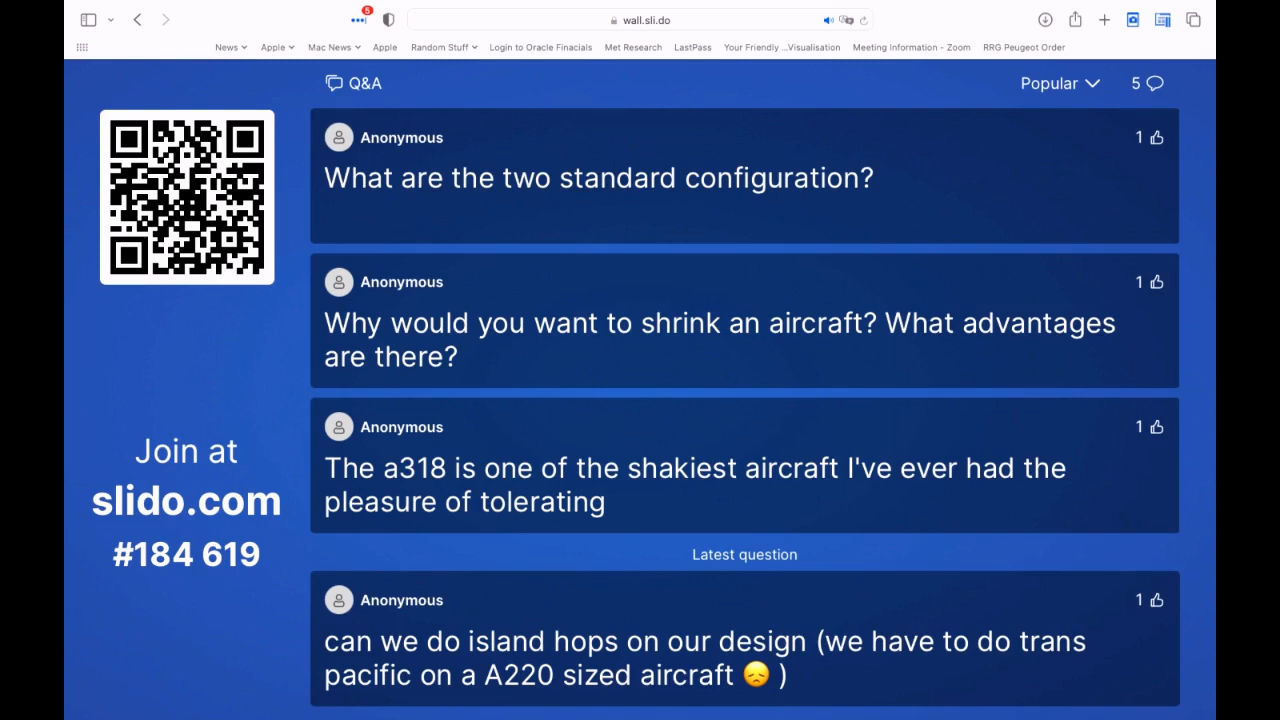 5
wall.sli.do
News Apple Mac News Apple Random Stuff Login to Oracle Finacials Met Research LastPass Your Friendly ...Visualisation Meeting Information - Zoom RRG Peugeot Order
Q&A
Popular 5
Anonymous 1
What are the two standard configuration?
Anonymous 1
Why would you want to shrink an aircraft? What advantages
are there?
Anonymous 1
The a318 is one of the shakiest aircraft I've ever had the
pleasure of tolerating
Join at
slido.com
#184 619
Latest question
Anonymous 1
can we do island hops on our design (we have to do trans
pacific on a A220 sized aircraft 😞 )